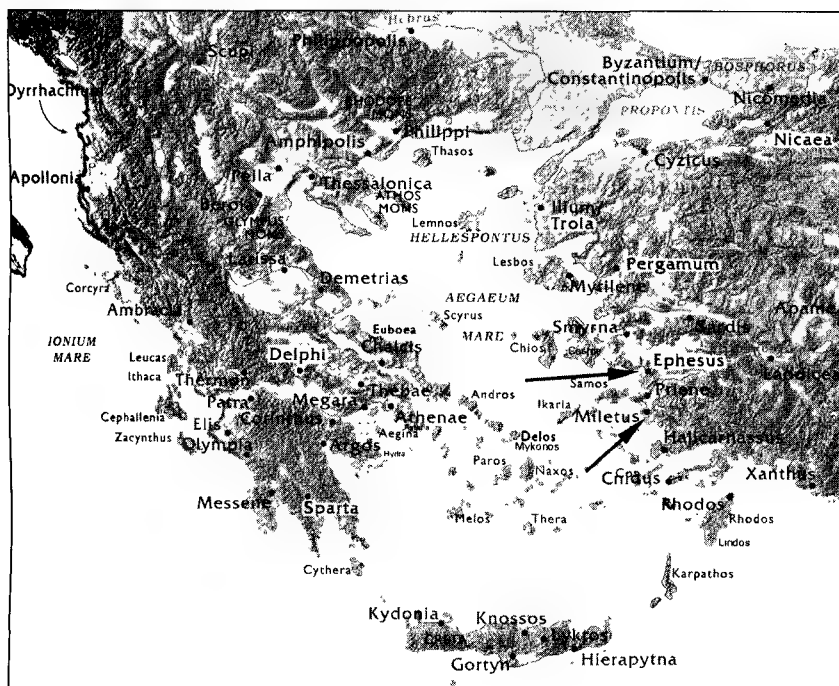 Hebrus
Philippopolis
Scupi
Byzantium/
Constantinopolis
BOSPHORUS
Nicomedia
PROPONTIS
RHODOPE
MONS
Philippi
Amphipolis
Thasos
Nicaea
Cyzicus
Pella
Thessalonica
Apollonia
ATHOS
MONS
Lemnos
HELLESPONTUS
Ilium/
Troia
Larissa
Demetrias
Lesbos
Pergamum
Mytilene
Corcyra
Ambracia
AEGAEUM
MARE
Scyrus
Euboea
Chalcis
Smyrna
Sardis
Chios
IONIUM
MARE
Delphi
Leucas
Ithaca
Thermon
Ephesus
Samos
Priene
Thebae
Megara
Patra
Cephallenia
Zacynthus
Elis
Olympia
Corinthus
Athenae
Andros
Ikaria
Miletus
Aegina
Argos
Hydra
Delos
Mykonos
Halicarnassus
Paros
Naxos
Cos
Cnidus
Xanthus
Messene
Sparta
Melos
Thera
Rhodos
Rhodos
Lindos
Cythera
Karpathos
Kydonia
Knossos
Lyktos
Gortyn
Hierapytna